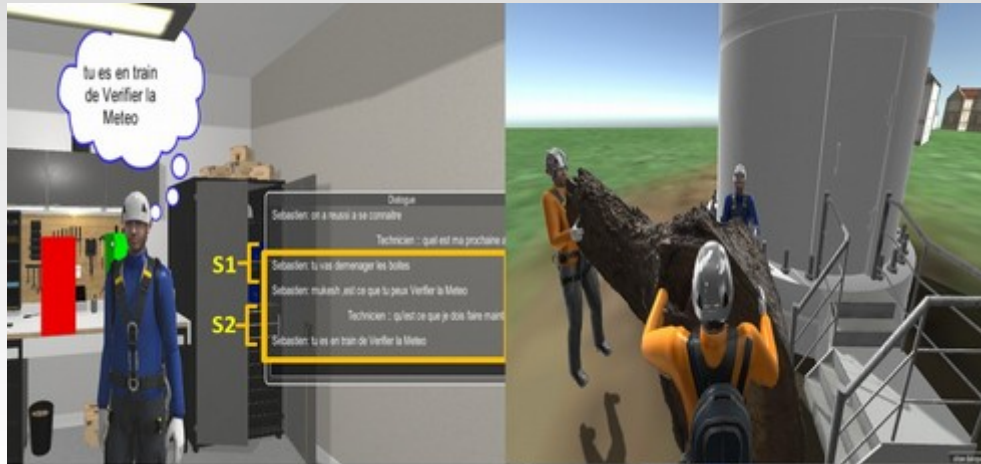 tu es en train
de Verifier la
Meteo
Dialogue
Sebastien: on a reussi a se connaitre
Technicien : quel est ma prochaine a
S1
Sebastien: tu vas demenager les boites
Sebastien: mukesh ,est ce que tu peux Verifier la Meteo
S2
Technicien : qu'est ce que je dois faire maint
Sebastien: tu es en train de Verifier la Meteo